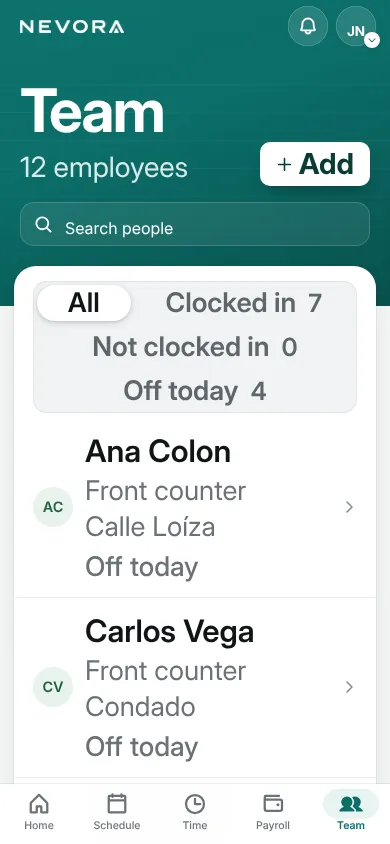 NEVORA
JN
Team
12 employees
+ Add
Search people
All
Clocked in 7
Not clocked in 0
Off today 4
AC
Ana Colon
Front counter
Calle Loíza
Off today
CV
Carlos Vega
Front counter
Condado
Off today
Home
Schedule
Time
Payroll
Team